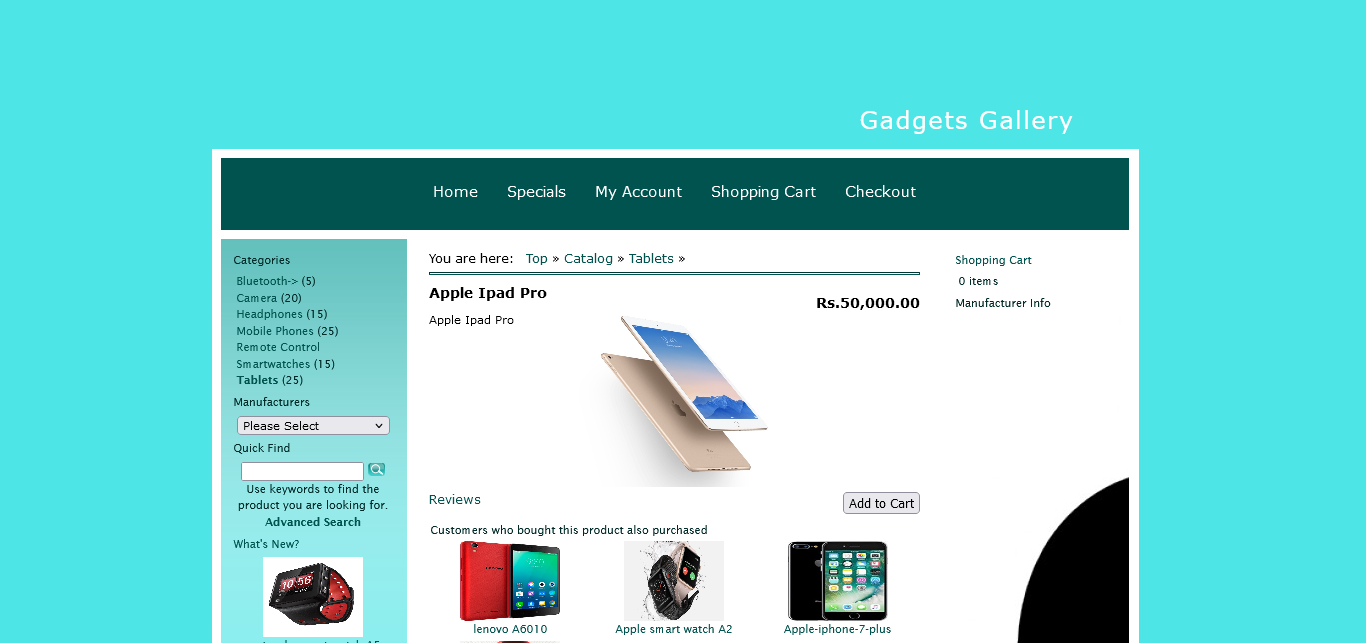 Gadgets Gallery
Home Specials My Account Shopping Cart Checkout
Categories
Bluetooth-> (5)
Camera (20)
Headphones (15)
Mobile Phones (25)
Remote Control
Smartwatches (15)
Tablets (25)
Manufacturers
Please Select
Quick Find
Use keywords to find the
product you are looking for.
Advanced Search
What's New?
10:56
You are here: Top » Catalog » Tablets »
Apple Ipad Pro
Rs.50,000.00
Apple Ipad Pro
Reviews
Add to Cart
Customers who bought this product also purchased
lenovo A6010
Apple smart watch A2
Apple-iphone-7-plus
Shopping Cart
0 items
Manufacturer Info